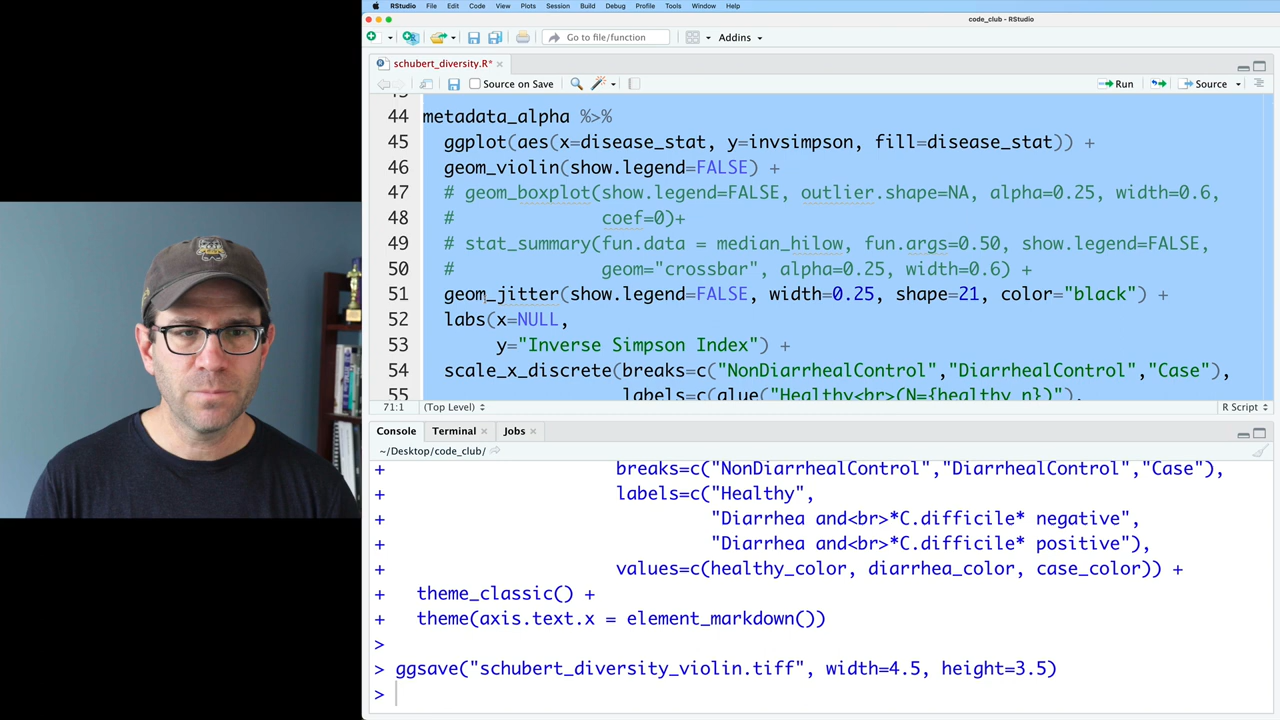 RStudio File Edit Code View Plots Session Build Debug Profile Tools Window Help
code_club - RStudio
Go to file/function Addins
schubert_diversity.R*
Source on Save Run Source
44 metadata_alpha %>%
45 ggplot(aes(x=disease_stat, y=invsimpson, fill=disease_stat)) +
46 geom_violin(show.legend=FALSE) +
47 # geom_boxplot(show.legend=FALSE, outlier.shape=NA, alpha=0.25, width=0.6,
48 # coef=0)+
49 # stat_summary(fun.data = median_hilow, fun.args=0.50, show.legend=FALSE,
50 # geom="crossbar", alpha=0.25, width=0.6) +
51 geom_jitter(show.legend=FALSE, width=0.25, shape=21, color="black") +
52 labs(x=NULL,
53 y="Inverse Simpson Index") +
54 scale_x_discrete(breaks=c("NonDiarrhealControl","DiarrhealControl","Case"),
55 labels=c(glue("Healthy<br>(N={healthy_n})"),
71:1 (Top Level) R Script
Console Terminal Jobs
~/Desktop/code_club/
+ breaks=c("NonDiarrhealControl","DiarrhealControl","Case"),
+ labels=c("Healthy",
+ "Diarrhea and<br>*C.difficile* negative",
+ "Diarrhea and<br>*C.difficile* positive"),
+ values=c(healthy_color, diarrhea_color, case_color)) +
+ theme_classic() +
+ theme(axis.text.x = element_markdown())
>
> ggsave("schubert_diversity_violin.tiff", width=4.5, height=3.5)
>